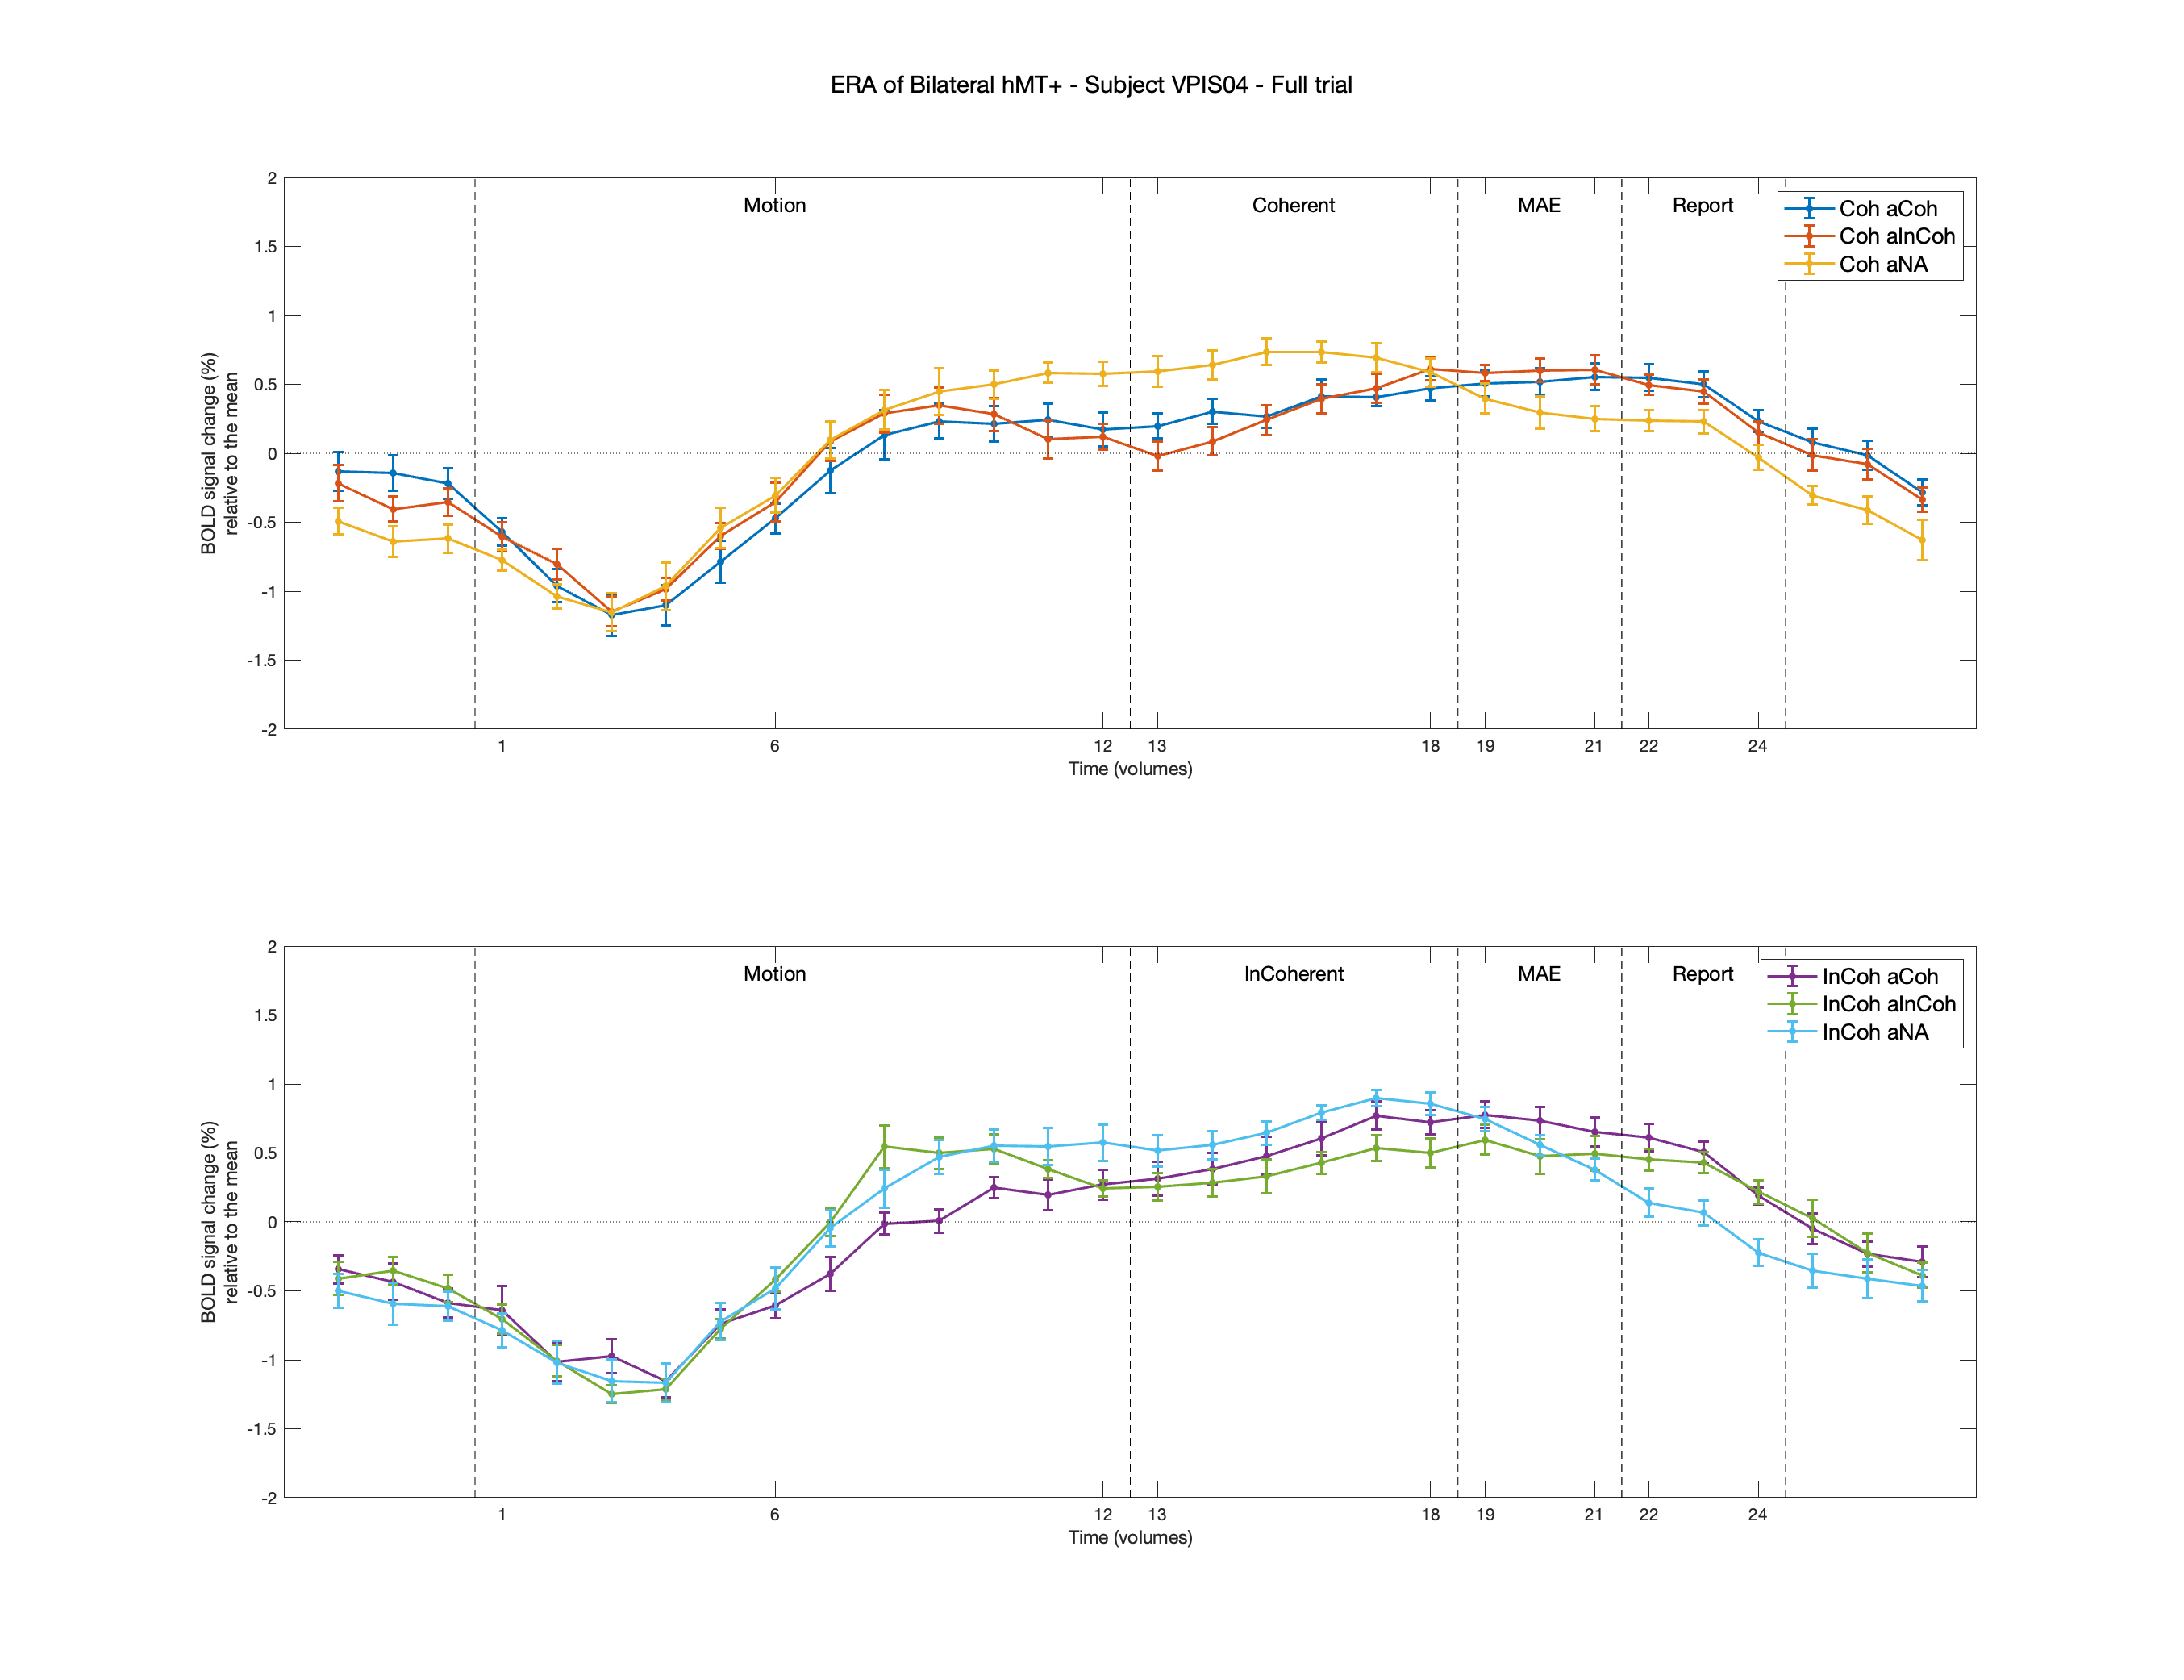 ERA of Bilateral hMT+ - Subject VPIS04 - Full trial
Motion
Coherent
MAE
Report
Coh aCoh
Coh aInCoh
Coh aNA
2
1.5
1
0.5
0
-0.5
-1
-1.5
-2
BOLD signal change (%)
relative to the mean
1
6
12
13
18
19
21
22
24
Time (volumes)
Motion
InCoherent
MAE
Report
InCoh aCoh
InCoh aInCoh
InCoh aNA
2
1.5
1
0.5
0
-0.5
-1
-1.5
-2
BOLD signal change (%)
relative to the mean
1
6
12
13
18
19
21
22
24
Time (volumes)